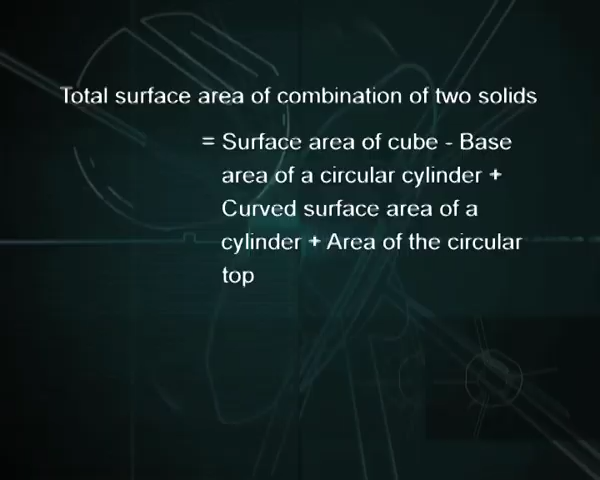 Total surface area of combination of two solids
= Surface area of cube - Base
area of a circular cylinder +
Curved surface area of a
cylinder + Area of the circular
top